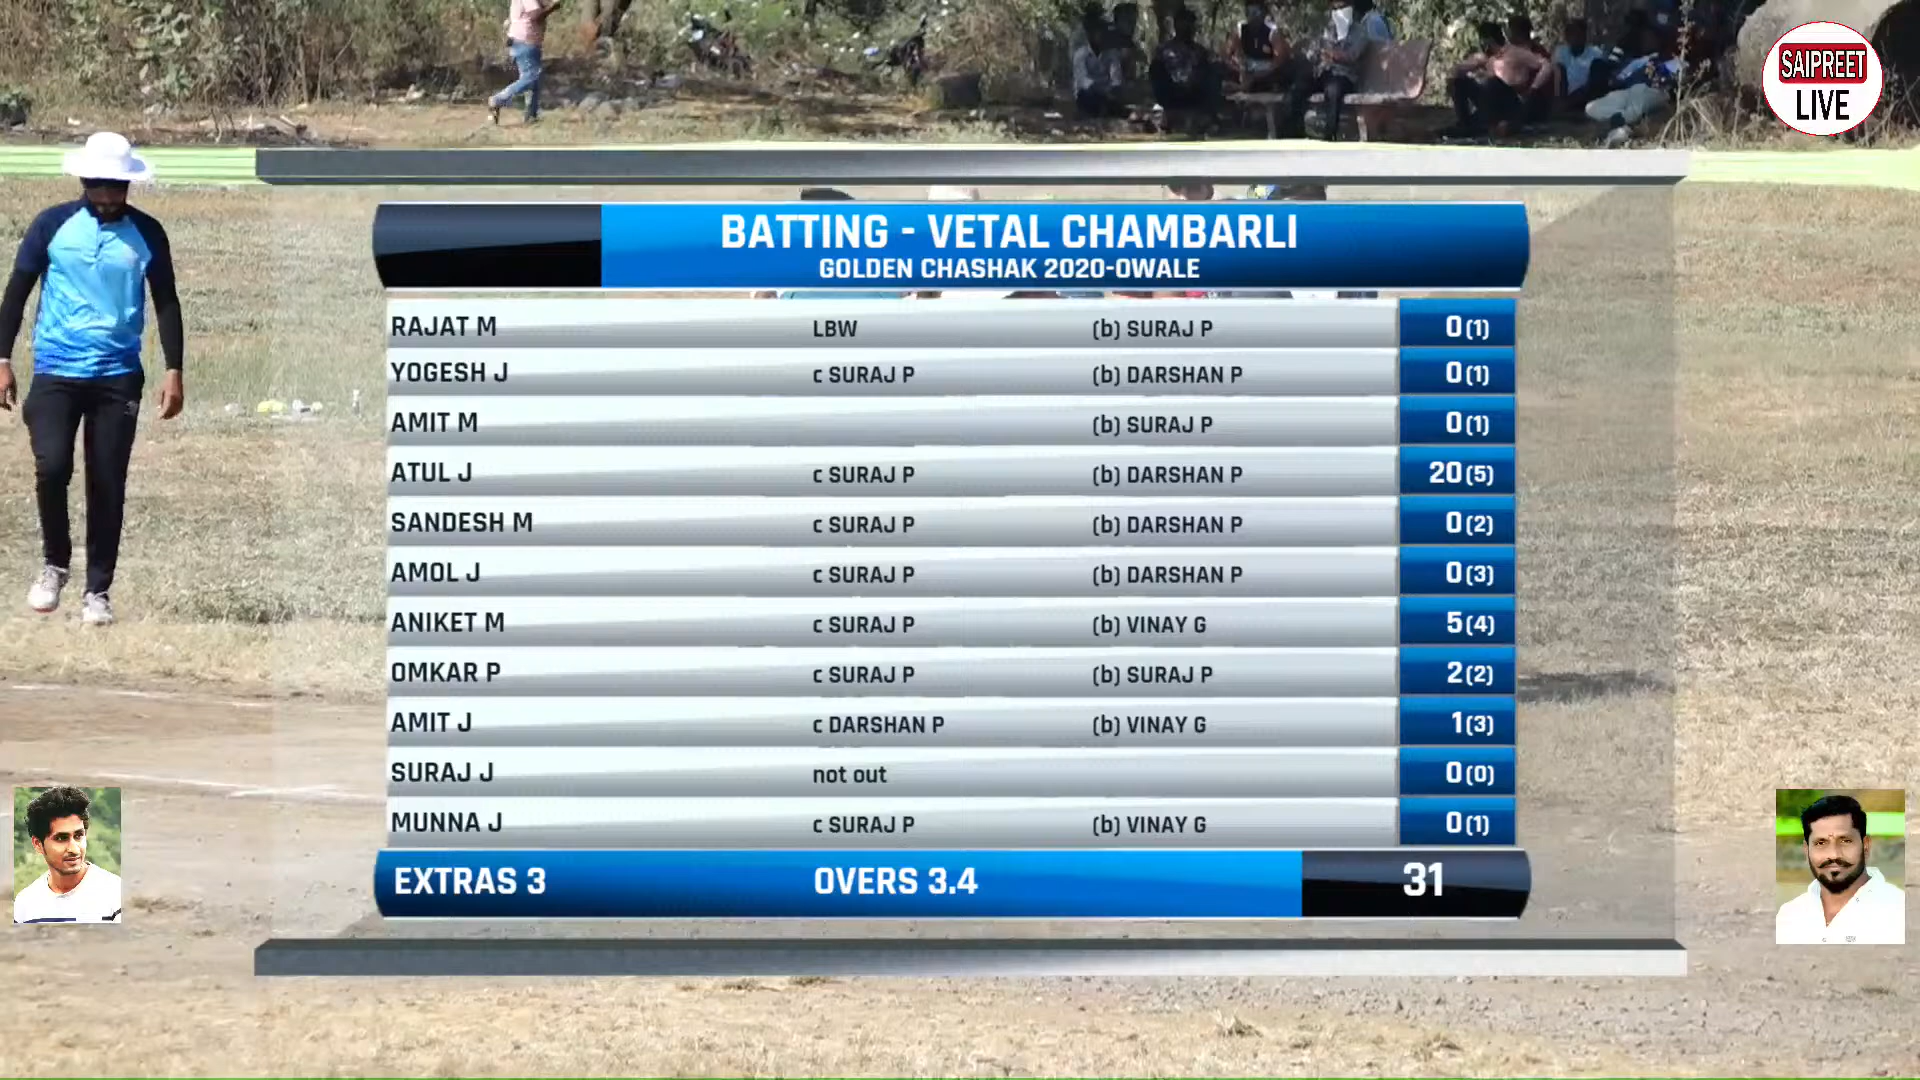 SAIPREET
LIVE
BATTING - VETAL CHAMBARLI
GOLDEN CHASHAK 2020-OWALE
RAJAT M LBW (b) SURAJ P 0(1)
YOGESH J c SURAJ P (b) DARSHAN P 0(1)
AMIT M (b) SURAJ P 0(1)
ATUL J c SURAJ P (b) DARSHAN P 20(5)
SANDESH M c SURAJ P (b) DARSHAN P 0(2)
AMOL J c SURAJ P (b) DARSHAN P 0(3)
ANIKET M c SURAJ P (b) VINAY G 5(4)
OMKAR P c SURAJ P (b) SURAJ P 2(2)
AMIT J c DARSHAN P (b) VINAY G 1(3)
SURAJ J not out 0(0)
MUNNA J c SURAJ P (b) VINAY G 0(1)
EXTRAS 3 OVERS 3.4 31